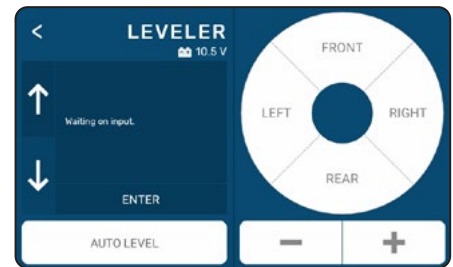 < LEVELER
10.5 V
↑
Waiting on input.
↓
ENTER
AUTO LEVEL
FRONT
LEFT
RIGHT
REAR
− +